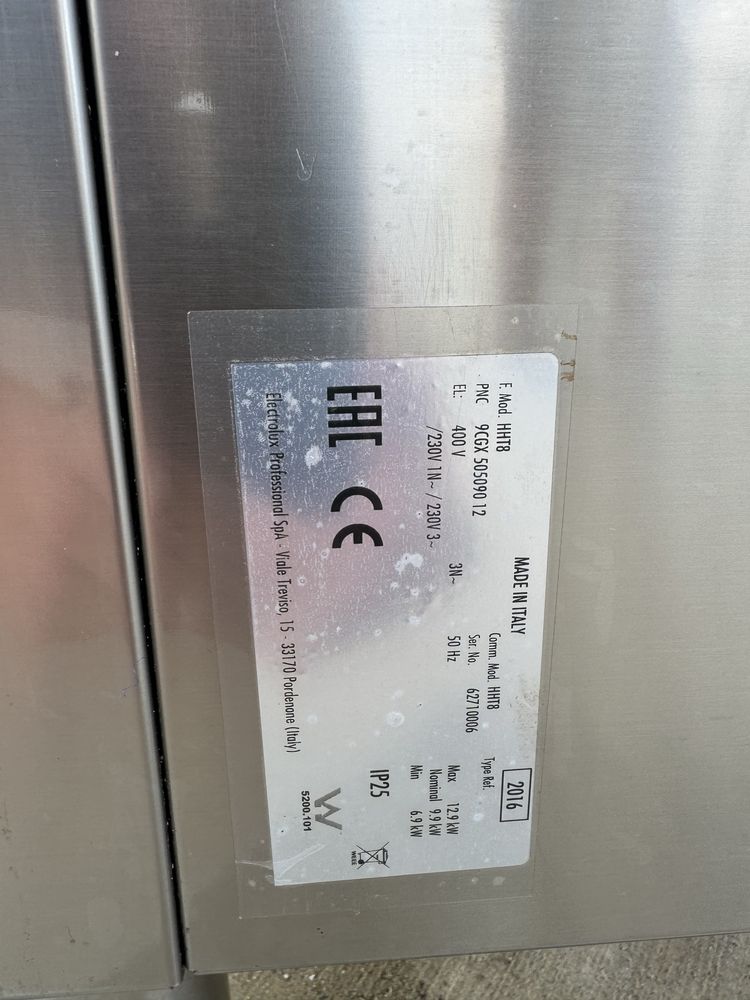 MADE IN ITALY
2016
F. Mod. HHT8
Comm. Mod. HHT8
Type Ref.
PNC 9CGX 505090 12
Ser. No. 62710006
EL: 400 V 3N~ 50 Hz
Max 12.9 kW
/230V 1N~ / 230V 3~
Nominal 9.9 kW
Min 6.9 kW
EAC CE IP25
W
5200.101
WEEE
Electrolux Professional SpA - Viale Treviso, 15 - 33170 Pordenone (Italy)